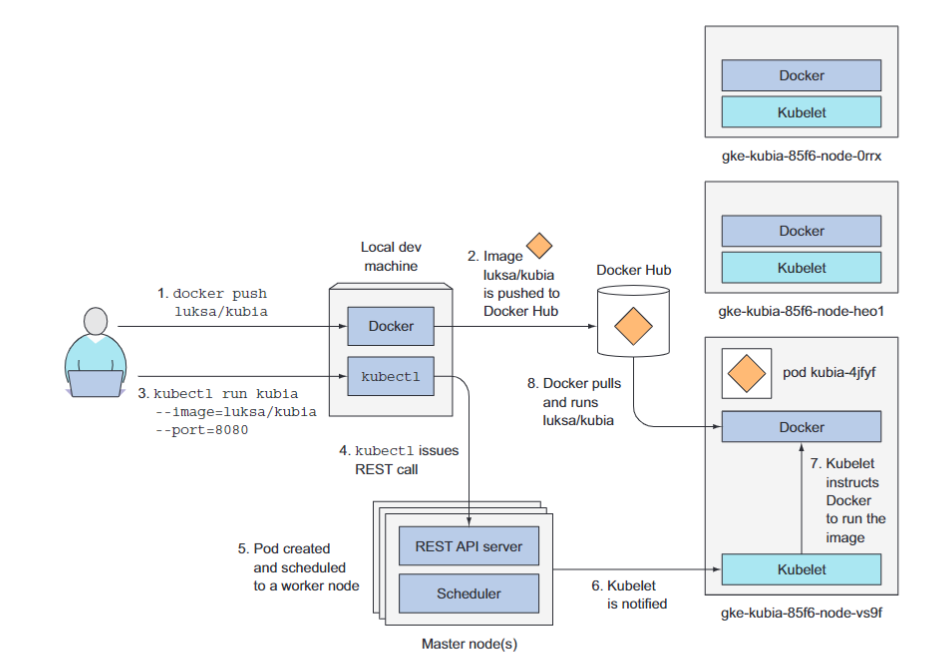 Docker
Kubelet
gke-kubia-85f6-node-0rrx
Docker
Kubelet
gke-kubia-85f6-node-heo1
Local dev
machine
1. docker push
luksa/kubia
Docker
2. Image
luksa/kubia
is pushed to
Docker Hub
Docker Hub
3. kubectl run kubia
--image=luksa/kubia
--port=8080
kubectl
4. kubectl issues
REST call
5. Pod created
and scheduled
to a worker node
REST API server
Scheduler
Master node(s)
6. Kubelet
is notified
pod kubia-4jfyf
Docker
7. Kubelet
instructs
Docker
to run the
image
Kubelet
gke-kubia-85f6-node-vs9f
8. Docker pulls
and runs
luksa/kubia